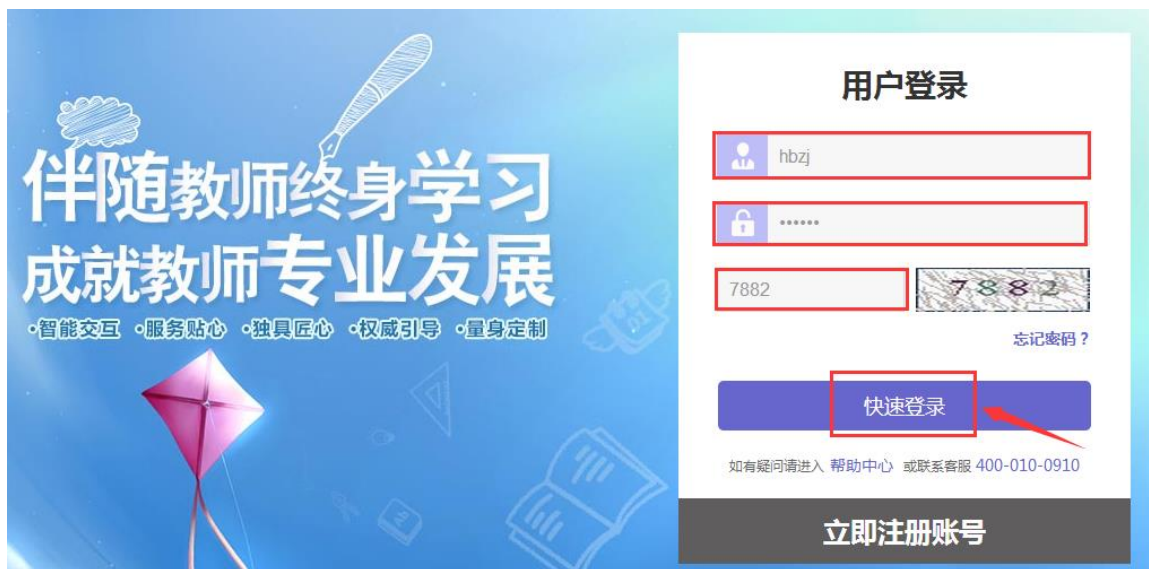 伴随教师终身学习
成就教师专业发展
·智能交互 ·服务贴心 ·独具匠心 ·权威引导 ·量身定制
用户登录
hbzj
••••••
7882 7882
忘记密码？
快速登录
如有疑问请进入 帮助中心 或联系客服 400-010-0910
立即注册账号